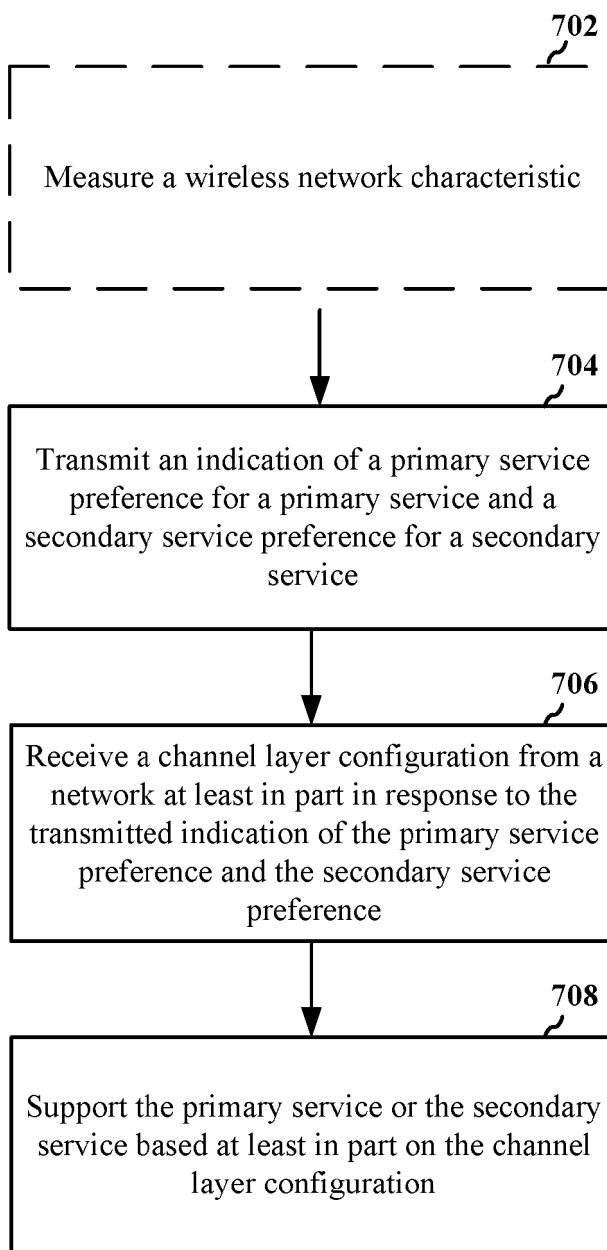 702
Measure a wireless network characteristic
704
Transmit an indication of a primary service
preference for a primary service and a
secondary service preference for a secondary
service
706
Receive a channel layer configuration from a
network at least in part in response to the
transmitted indication of the primary service
preference and the secondary service
preference
708
Support the primary service or the secondary
service based at least in part on the channel
layer configuration